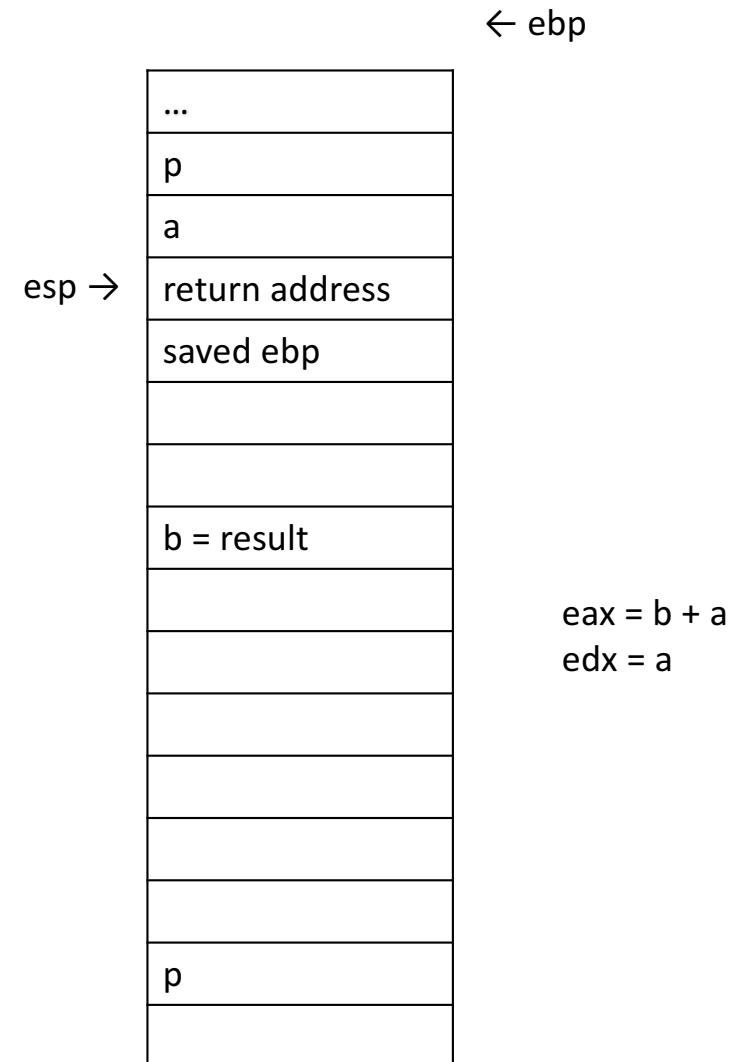 ← ebp
...
p
a
esp → return address
saved ebp
b = result
eax = b + a
edx = a
p